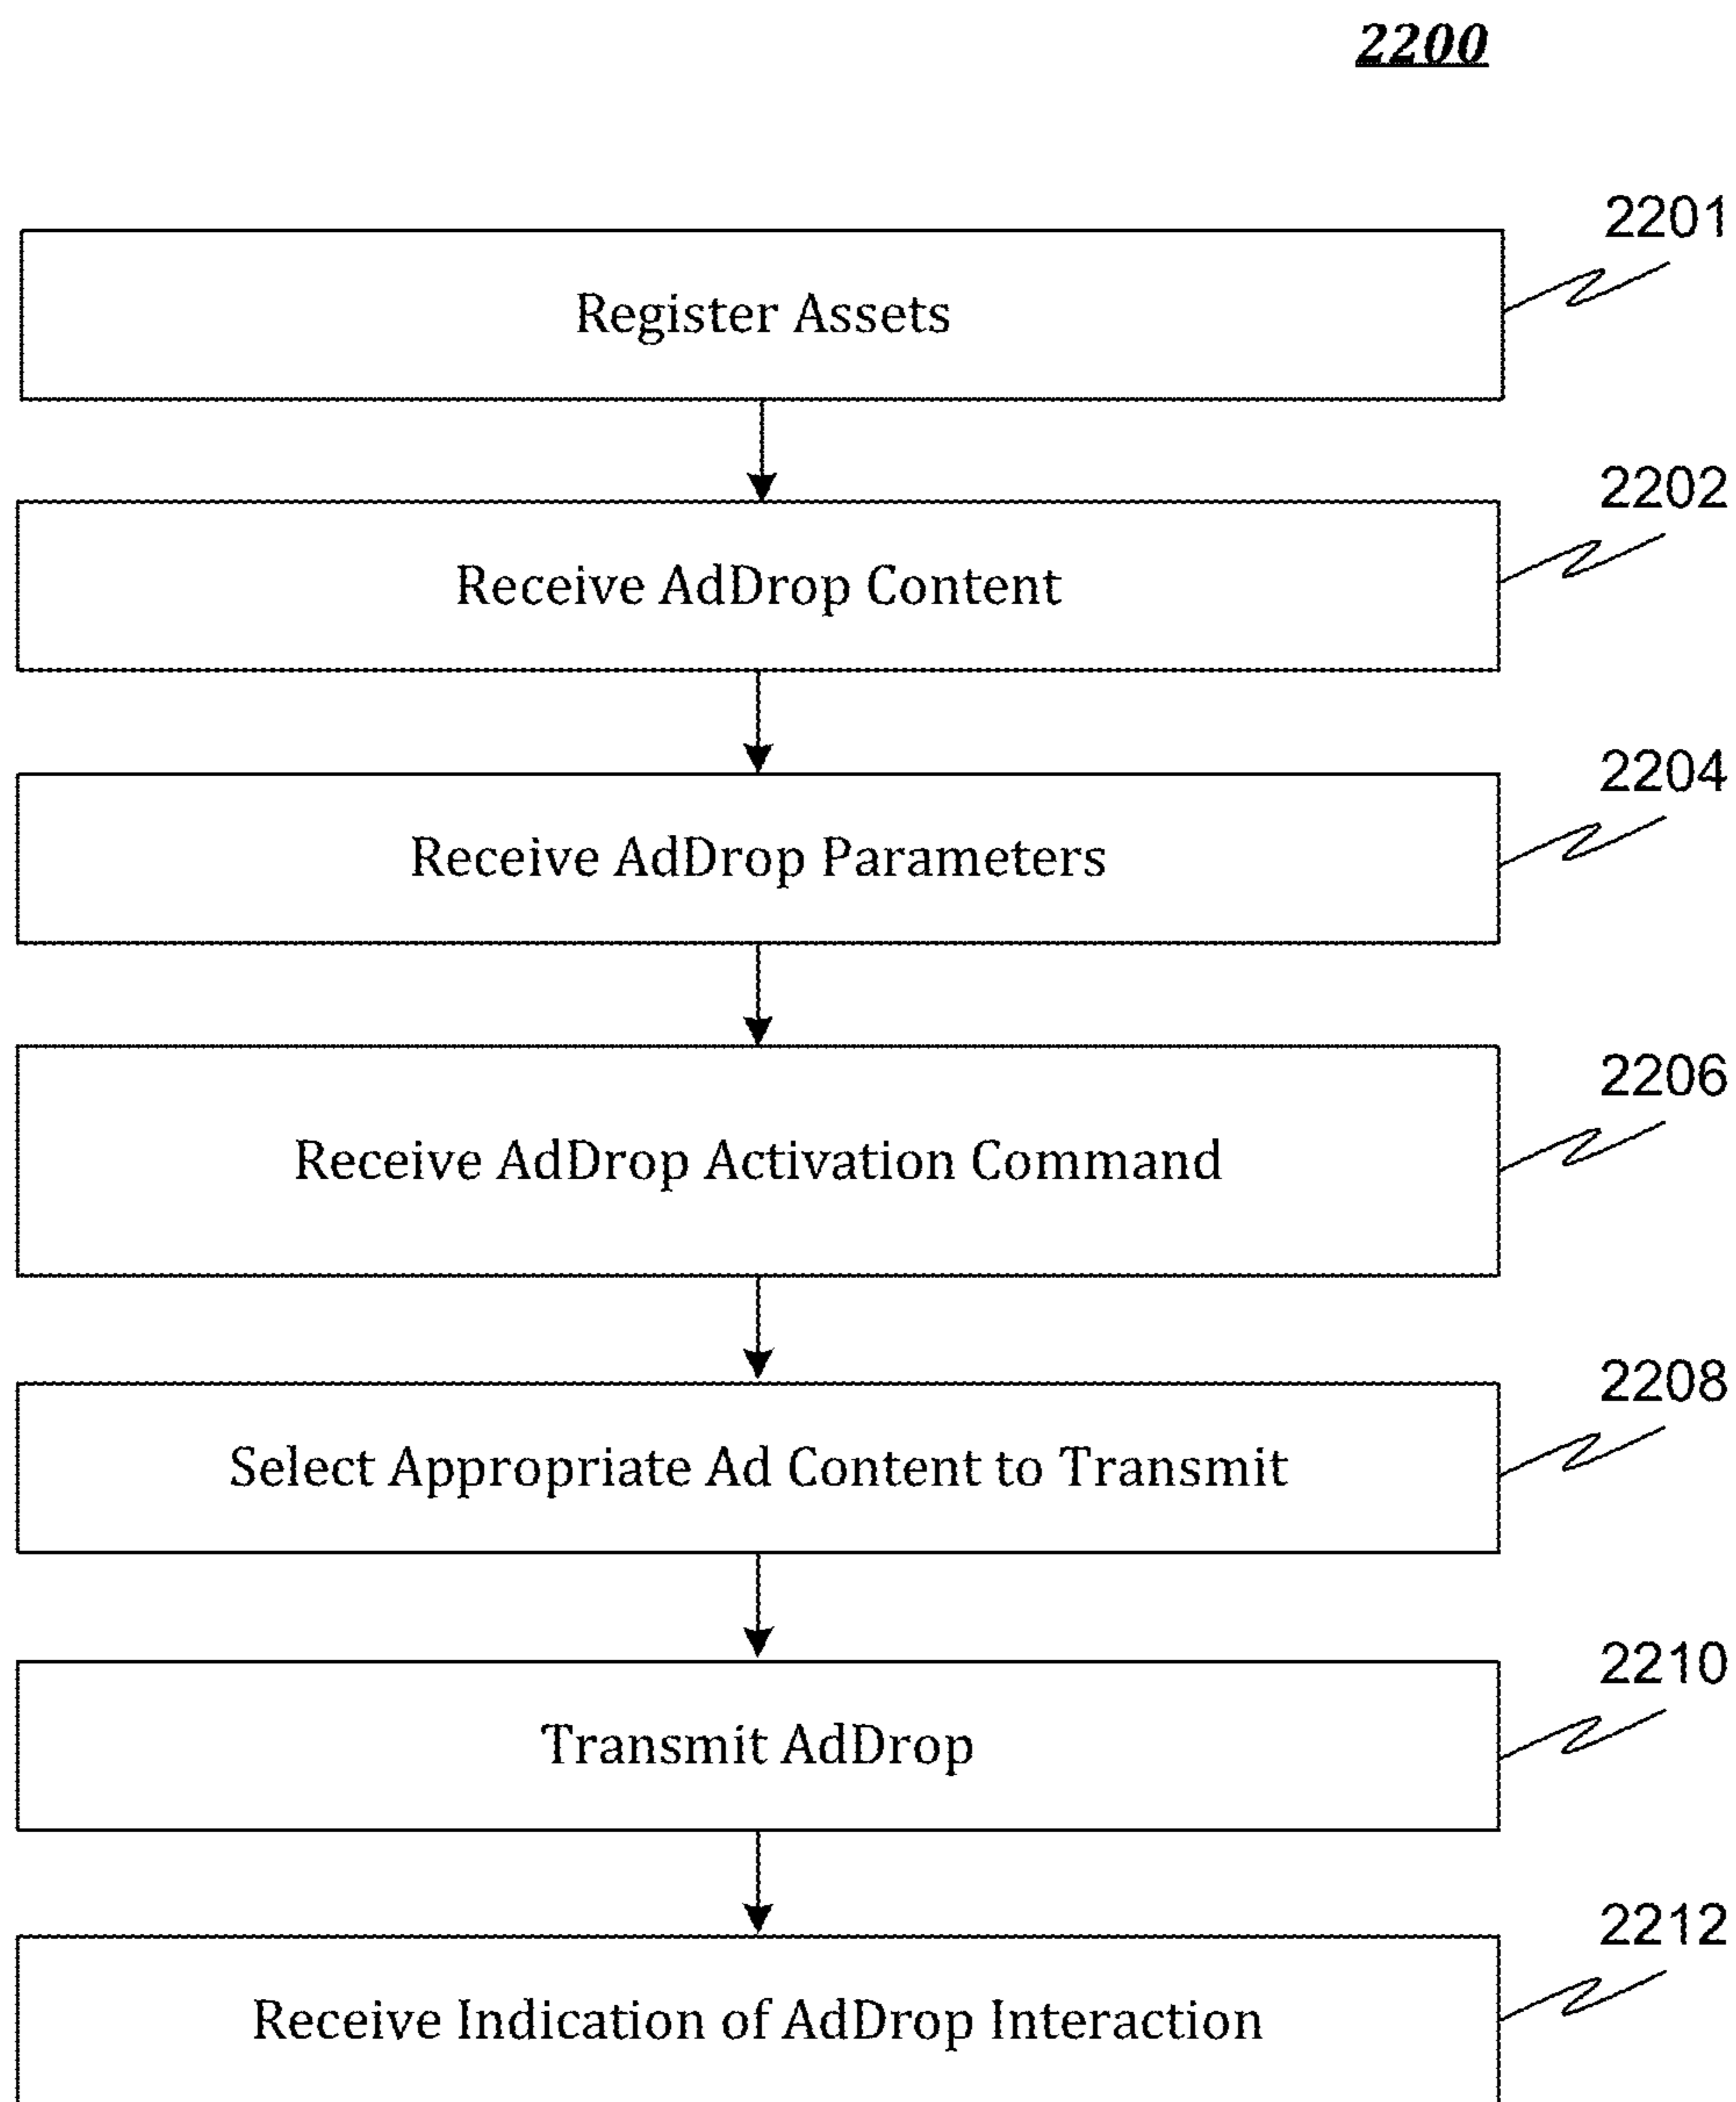 2200
2201
Register Assets
2202
Receive AdDrop Content
2204
Receive AdDrop Parameters
2206
Receive AdDrop Activation Command
2208
Select Appropriate Ad Content to Transmit
2210
Transmit AdDrop
2212
Receive Indication of AdDrop Interaction